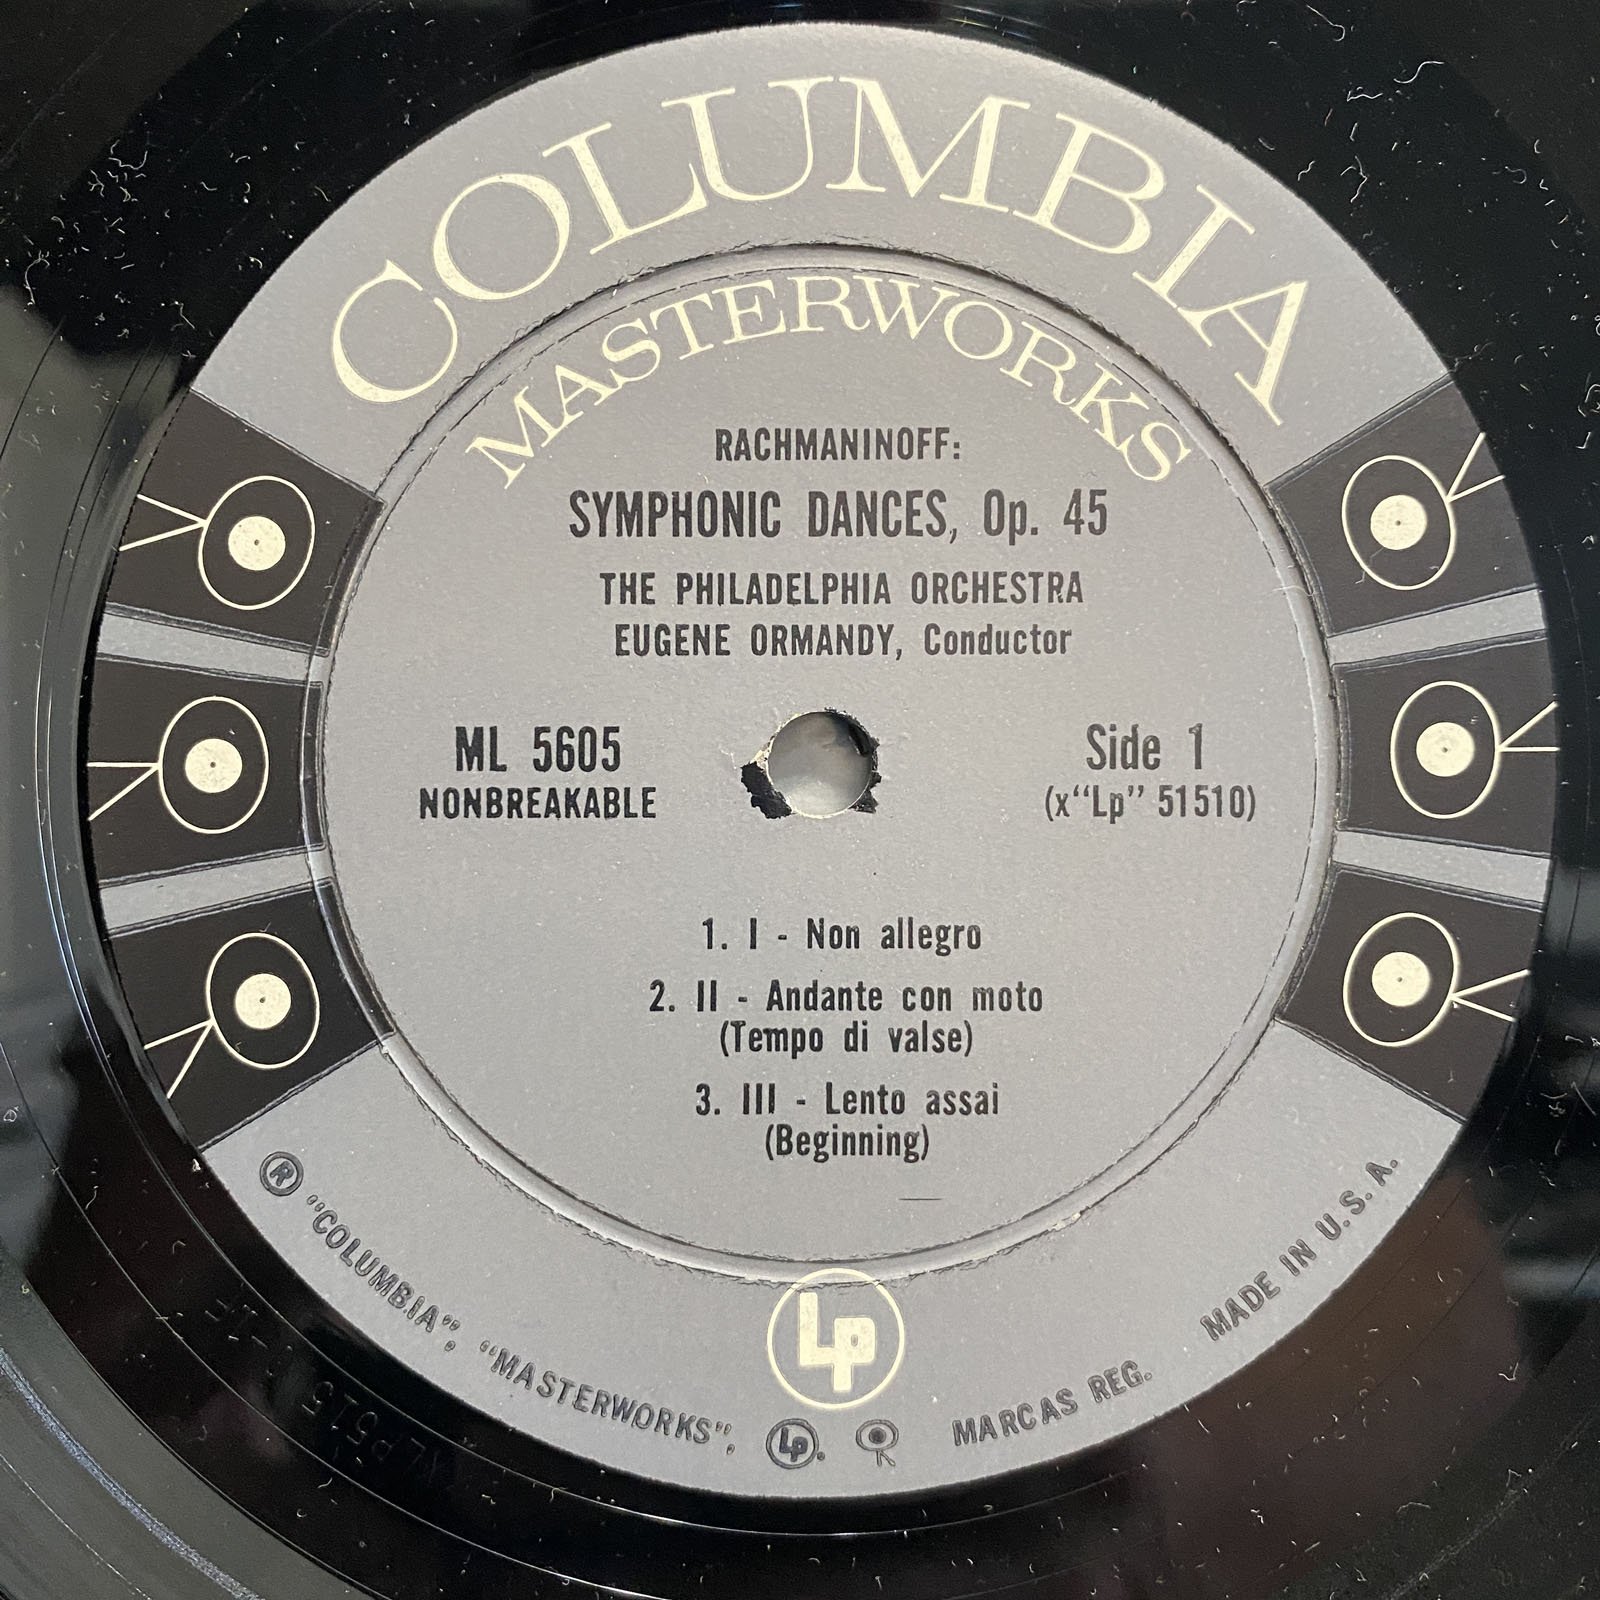 COLUMBIA
MASTERWORKS
RACHMANINOFF:
SYMPHONIC DANCES, Op. 45
THE PHILADELPHIA ORCHESTRA
EUGENE ORMANDY, Conductor
ML 5605
NONBREAKABLE
Side 1
(x“Lp” 51510)
1. I - Non allegro
2. II - Andante con moto
(Tempo di valse)
3. III - Lento assai
(Beginning)
Lp
® “COLUMBIA”, “MASTERWORKS”, Lp. MARCAS REG. MADE IN U.S.A.